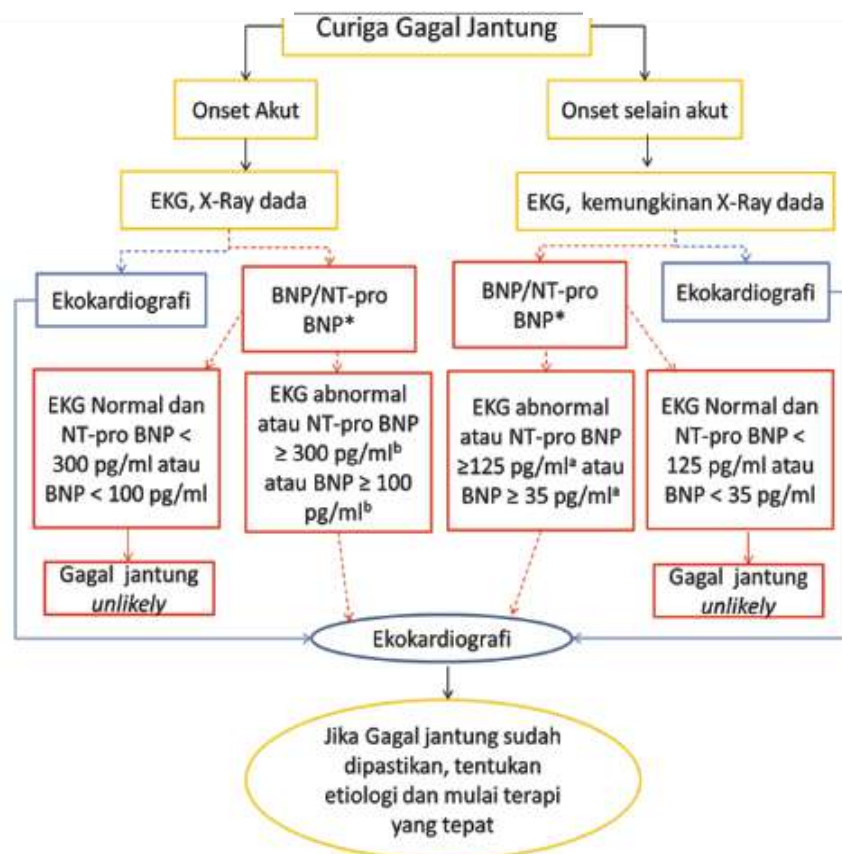 Curiga Gagal Jantung
Onset Akut
Onset selain akut
EKG, X-Ray dada
EKG, kemungkinan X-Ray dada
Ekokardiografi
BNP/NT-pro
BNP*
BNP/NT-pro
BNP*
Ekokardiografi
EKG Normal dan
NT-pro BNP <
300 pg/ml atau
BNP < 100 pg/ml
EKG abnormal
atau NT-pro BNP
≥ 300 pg/mlᵇ
atau BNP ≥ 100
pg/mlᵇ
EKG abnormal
atau NT-pro BNP
≥125 pg/mlᵃ atau
BNP ≥ 35 pg/mlᵃ
EKG Normal dan
NT-pro BNP <
125 pg/ml atau
BNP < 35 pg/ml
Gagal jantung
unlikely
Gagal jantung
unlikely
Ekokardiografi
Jika Gagal jantung sudah
dipastikan, tentukan
etiologi dan mulai terapi
yang tepat